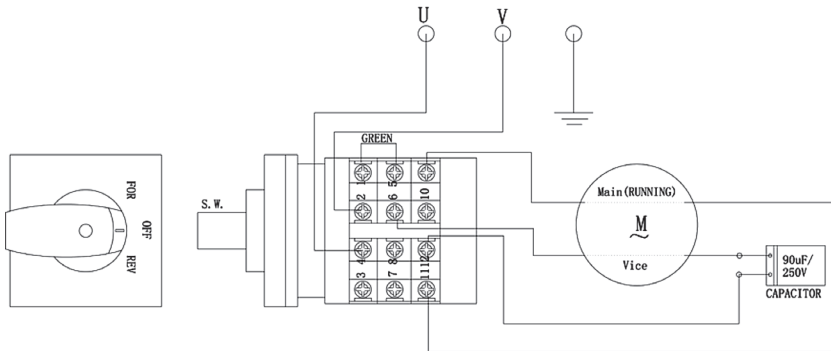 U
V
GREEN
1
5
10
2
6
S.W.
FOR
OFF
REV
4
8
12
3
7
11
Main(RUNNING)
M
~
Vice
90uF/
250V
CAPACITOR